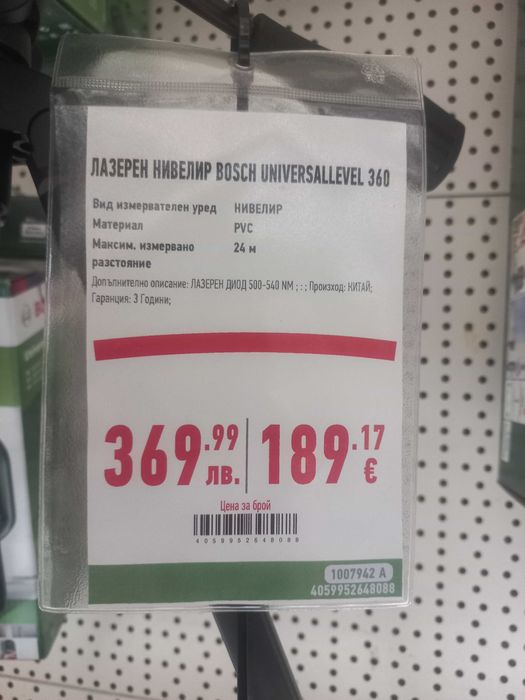 ЛАЗЕРЕН НИВЕЛИР BOSCH UNIVERSALLEVEL 360
Вид измервателен уред НИВЕЛИР
Материал PVC
Максим. измервано разстояние 24 м
Допълнително описание: ЛАЗЕРЕН ДИОД 500-540 NM ; : ; Произход: КИТАЙ;
Гаранция: 3 Години;
369.99 лв. 189.17 €
Цена за брой
4059952648088
1007942 A
4059952648088